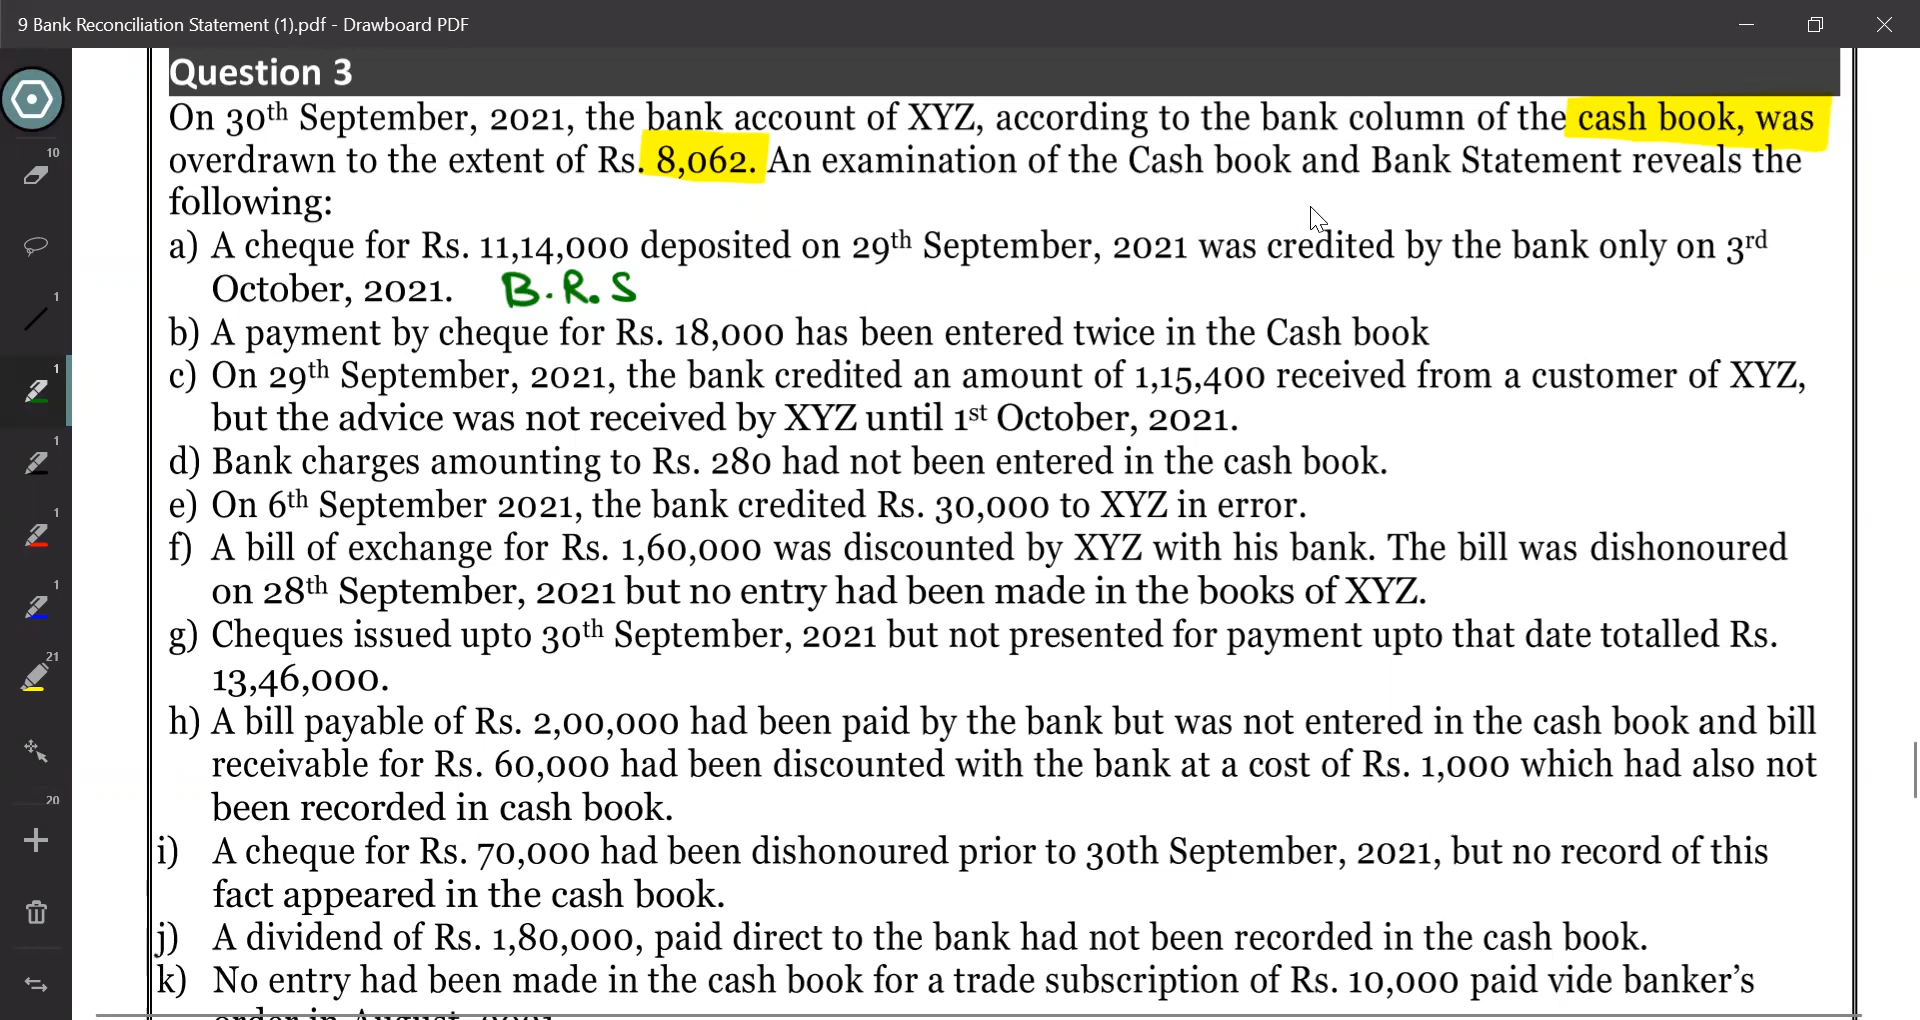 9 Bank Reconciliation Statement (1).pdf - Drawboard PDF
Question 3
On 30th September, 2021, the bank account of XYZ, according to the bank column of the cash book, was
overdrawn to the extent of Rs. 8,062. An examination of the Cash book and Bank Statement reveals the
following:
a) A cheque for Rs. 11,14,000 deposited on 29th September, 2021 was credited by the bank only on 3rd
October, 2021. B.R.S
b) A payment by cheque for Rs. 18,000 has been entered twice in the Cash book
c) On 29th September, 2021, the bank credited an amount of 1,15,400 received from a customer of XYZ,
but the advice was not received by XYZ until 1st October, 2021.
d) Bank charges amounting to Rs. 280 had not been entered in the cash book.
e) On 6th September 2021, the bank credited Rs. 30,000 to XYZ in error.
f) A bill of exchange for Rs. 1,60,000 was discounted by XYZ with his bank. The bill was dishonoured
on 28th September, 2021 but no entry had been made in the books of XYZ.
g) Cheques issued upto 30th September, 2021 but not presented for payment upto that date totalled Rs.
13,46,000.
h) A bill payable of Rs. 2,00,000 had been paid by the bank but was not entered in the cash book and bill
receivable for Rs. 60,000 had been discounted with the bank at a cost of Rs. 1,000 which had also not
been recorded in cash book.
i) A cheque for Rs. 70,000 had been dishonoured prior to 30th September, 2021, but no record of this
fact appeared in the cash book.
j) A dividend of Rs. 1,80,000, paid direct to the bank had not been recorded in the cash book.
k) No entry had been made in the cash book for a trade subscription of Rs. 10,000 paid vide banker's
10
1
1
1
1
1
21
20